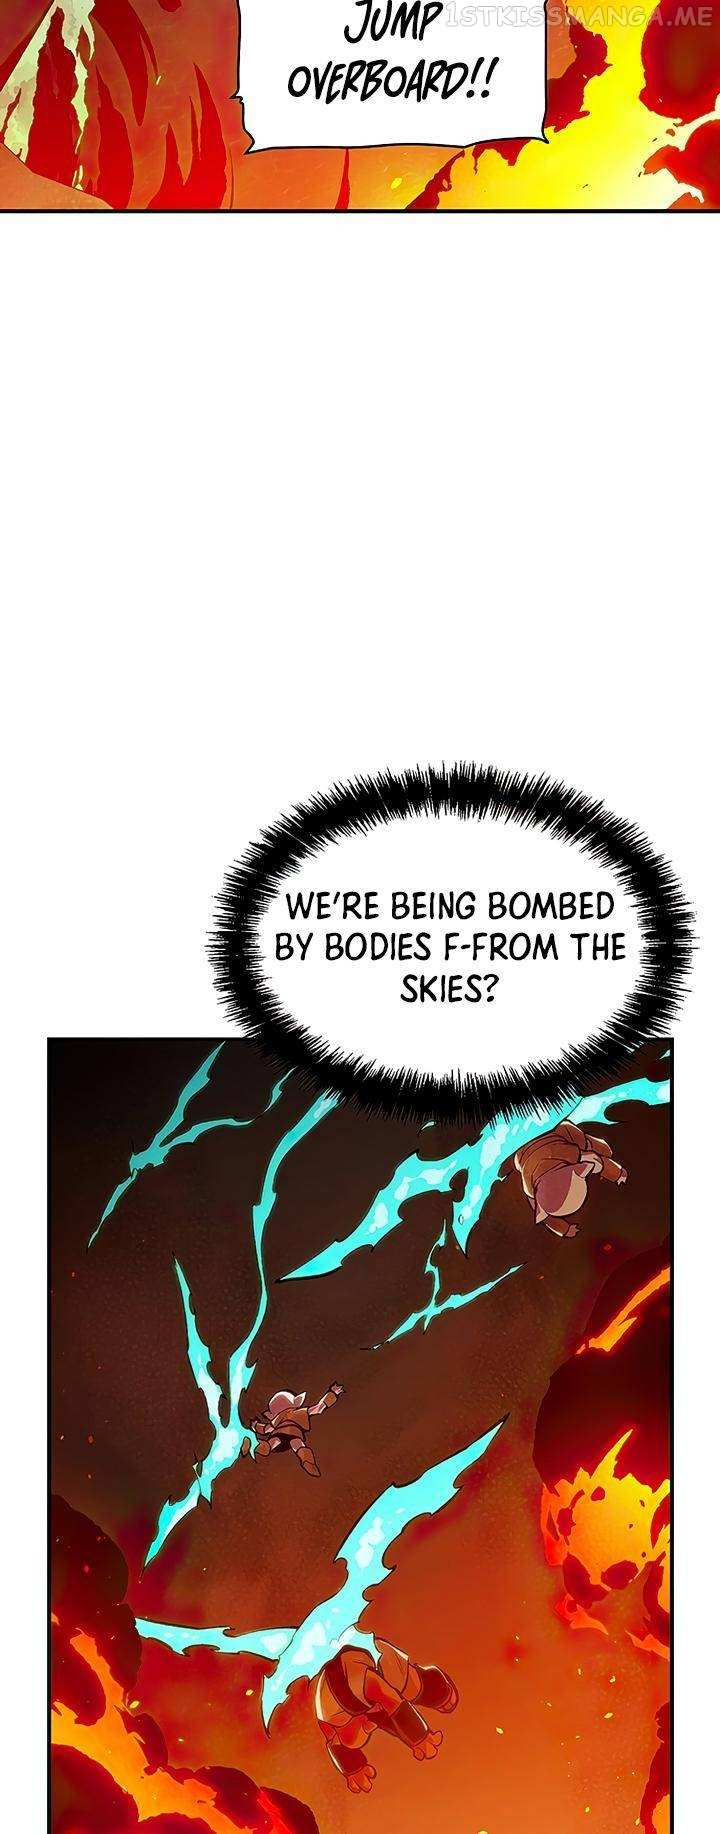 1STKISSMANGA.ME
JUMP
OVERBOARD!!
WE'RE BEING BOMBED
BY BODIES F-FROM THE
SKIES?